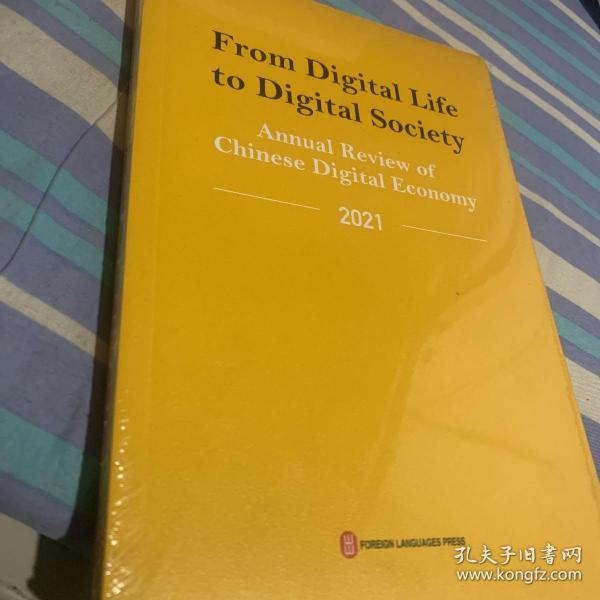 From Digital Life
to Digital Society
Annual Review of
Chinese Digital Economy
2021
FOREIGN LANGUAGES PRESS
孔夫子旧书网
www.kongfz.com